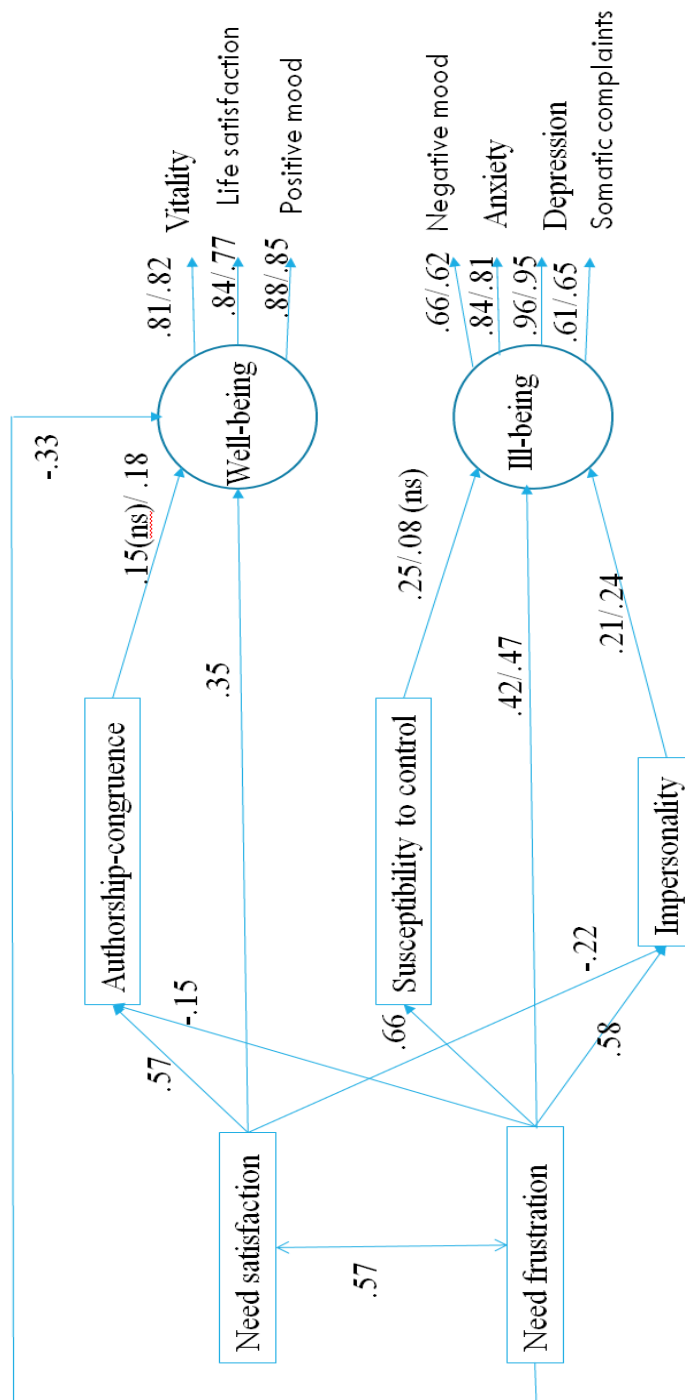 -.33
Need satisfaction
.57
Need frustration
.57
-.15
.66
.58
-.22
Authorship-congruence
Susceptibility to control
Impersonality
.15(ns)/ .18
.35
.25/.08 (ns)
.42/.47
.21/.24
Well-being
Ill-being
.81/.82
Vitality
.84/.77
Life satisfaction
.88/.85
Positive mood
.66/.62
Negative mood
.84/.81
Anxiety
.96/.95
Depression
.61/.65
Somatic complaints